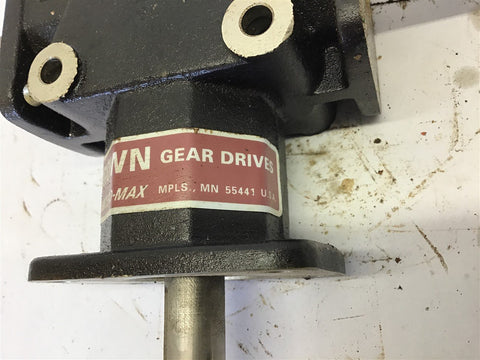 WN GEAR DRIVES
-MAX MPLS., MN 55441 U.S.A.